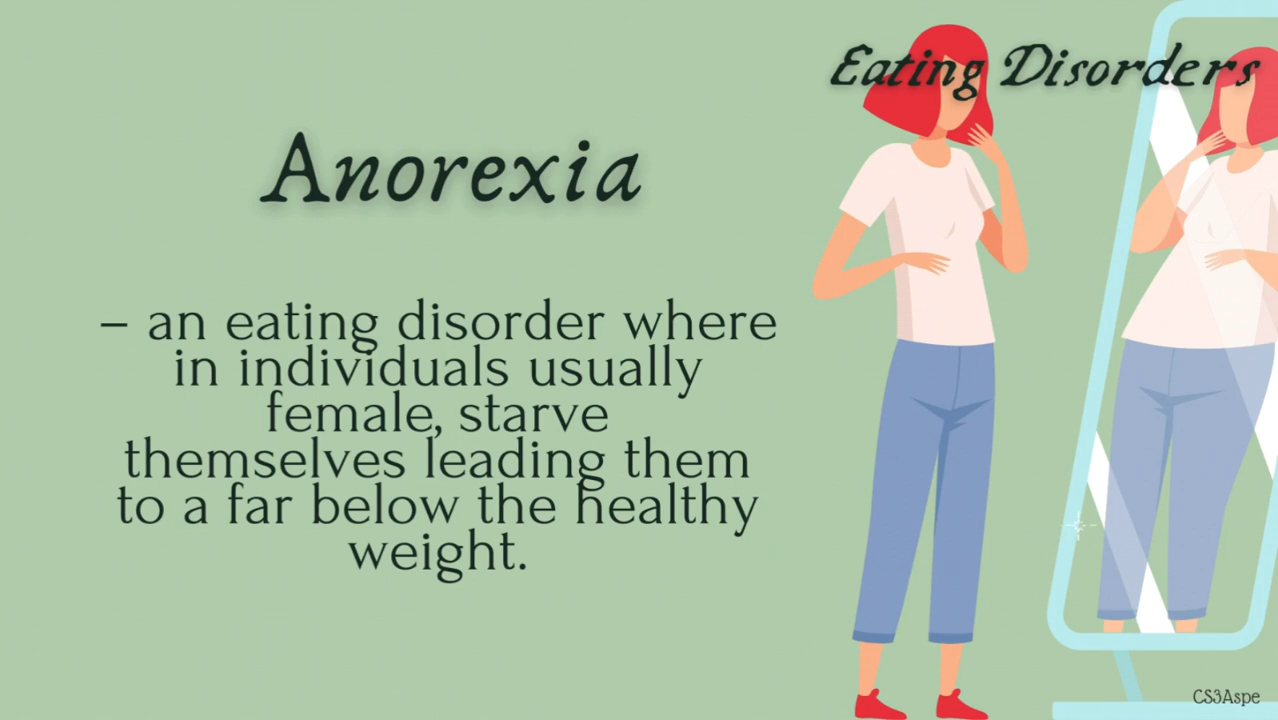 Eating Disorders
Anorexia
– an eating disorder where
in individuals usually
female, starve
themselves leading them
to a far below the healthy
weight.
CS3Aspe